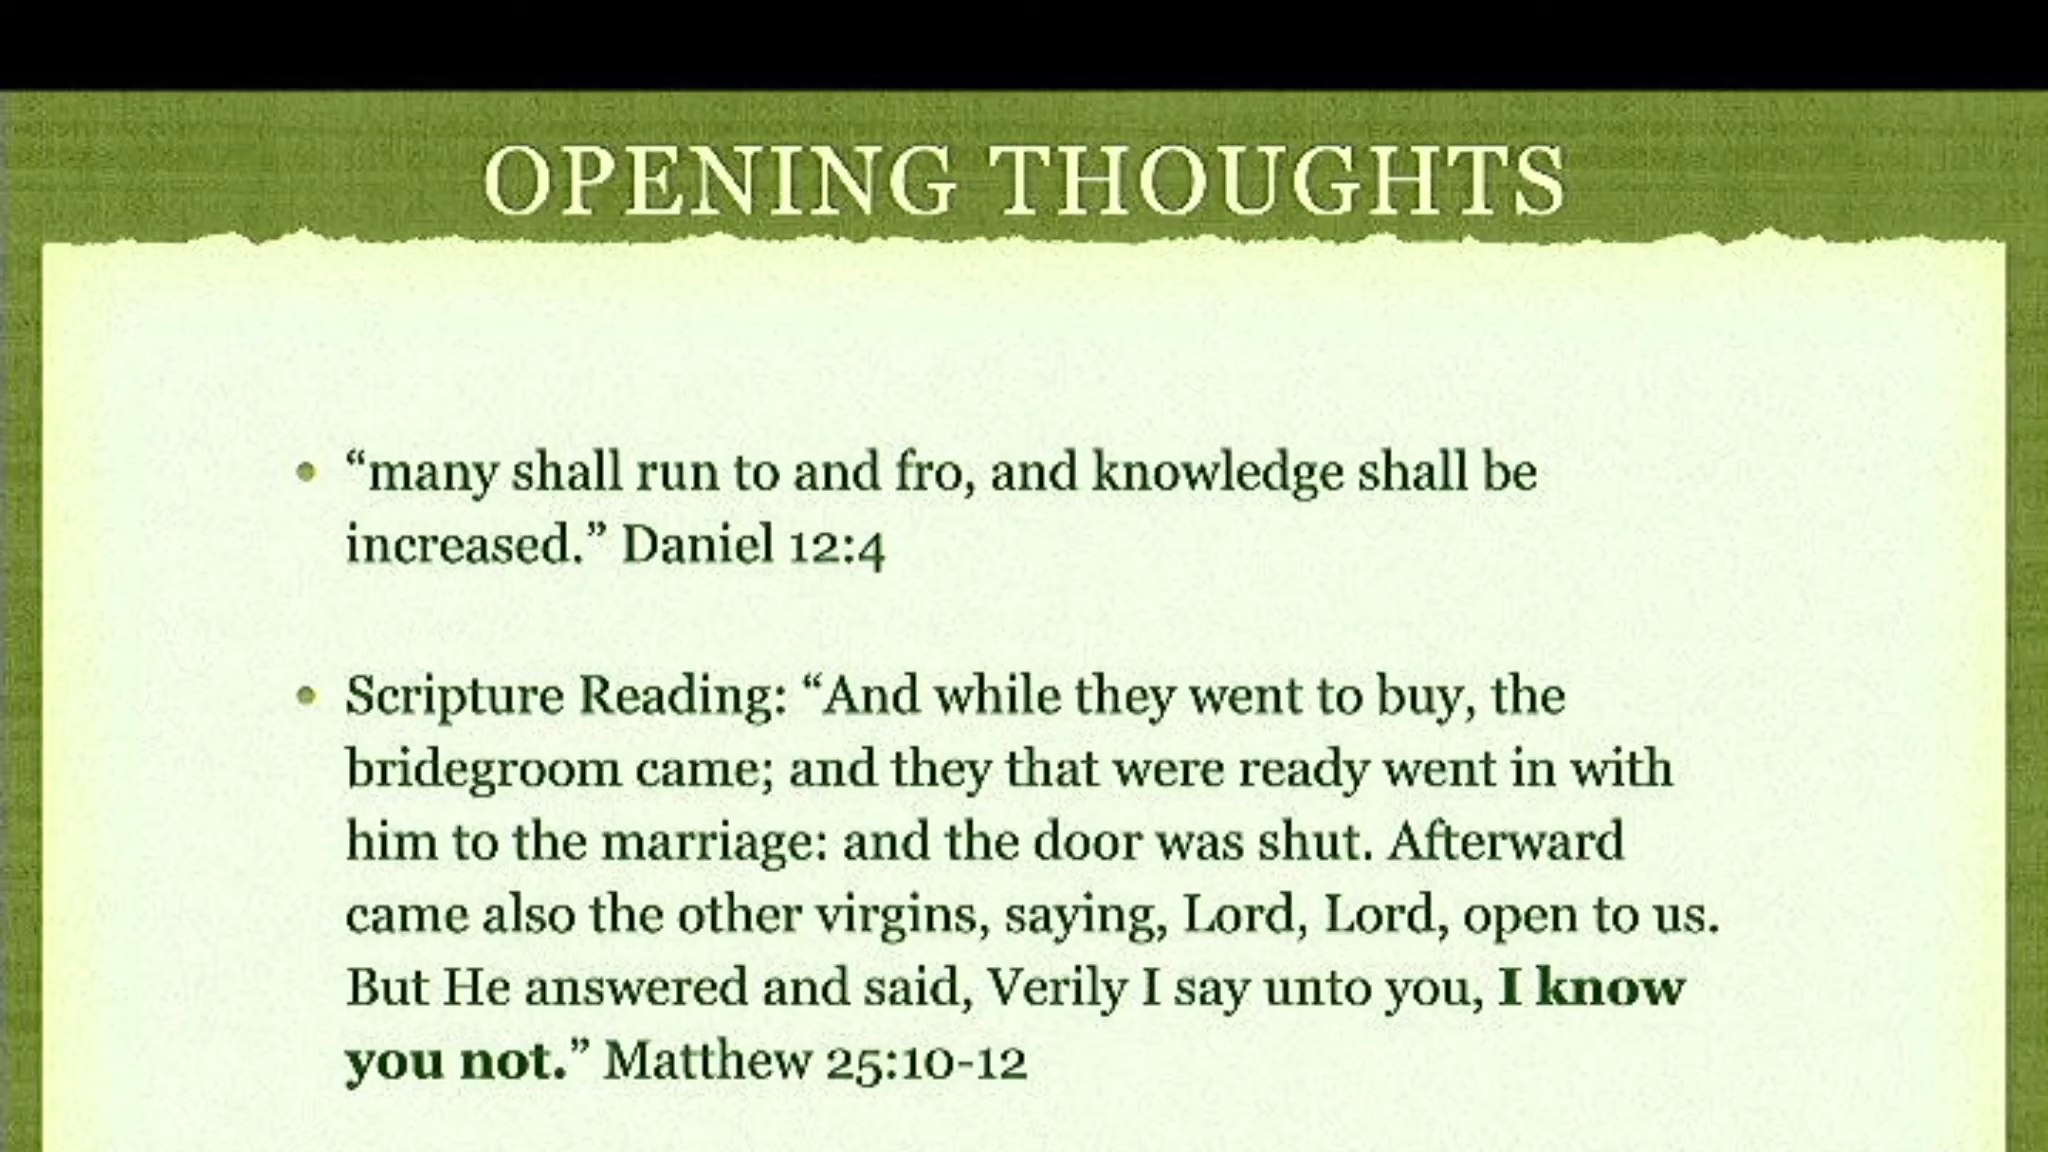 OPENING THOUGHTS
• “many shall run to and fro, and knowledge shall be
increased.” Daniel 12:4
• Scripture Reading: “And while they went to buy, the
bridegroom came; and they that were ready went in with
him to the marriage: and the door was shut. Afterward
came also the other virgins, saying, Lord, Lord, open to us.
But He answered and said, Verily I say unto you, I know
you not.” Matthew 25:10-12